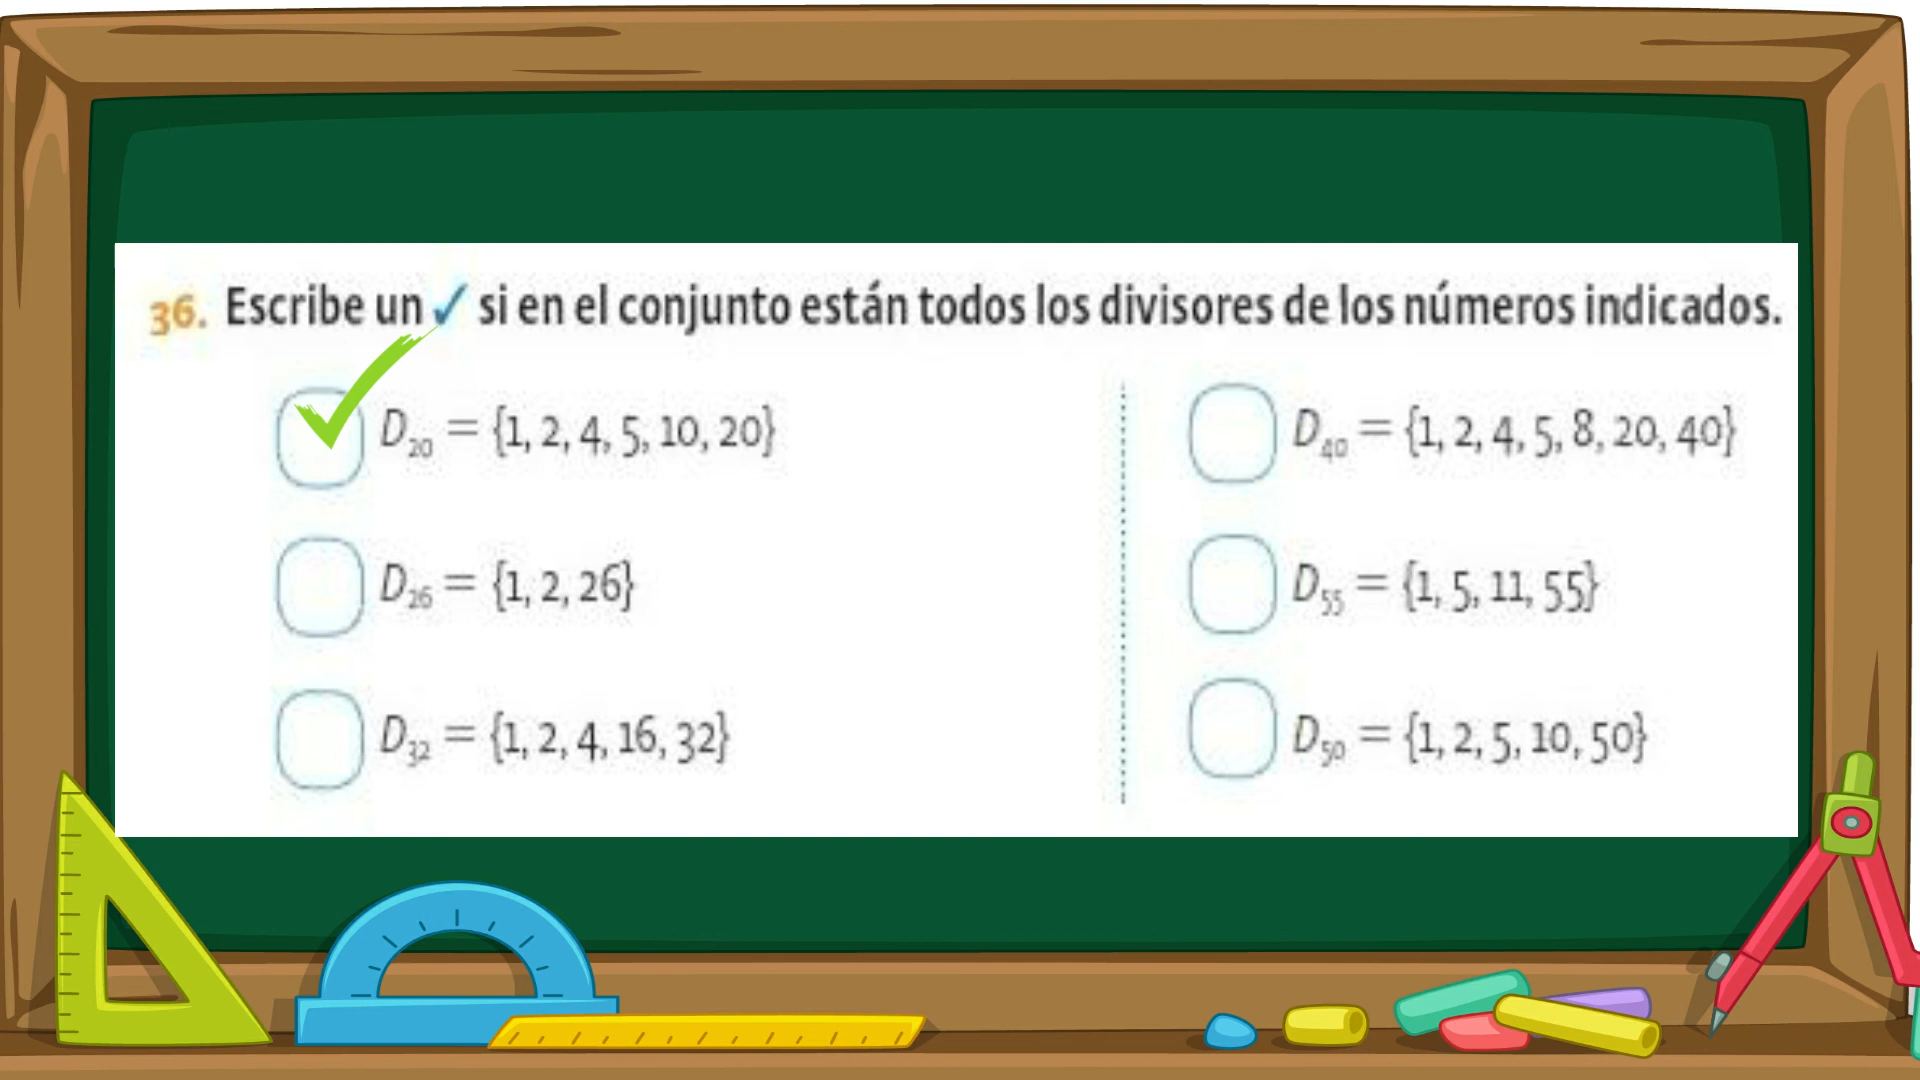 36. Escribe un ✓ si en el conjunto están todos los divisores de los números indicados.
D₂₀ = {1, 2, 4, 5, 10, 20}
D₂₆ = {1, 2, 26}
D₃₂ = {1, 2, 4, 16, 32}
D₄₀ = {1, 2, 4, 5, 8, 20, 40}
D₅₅ = {1, 5, 11, 55}
D₅₀ = {1, 2, 5, 10, 50}